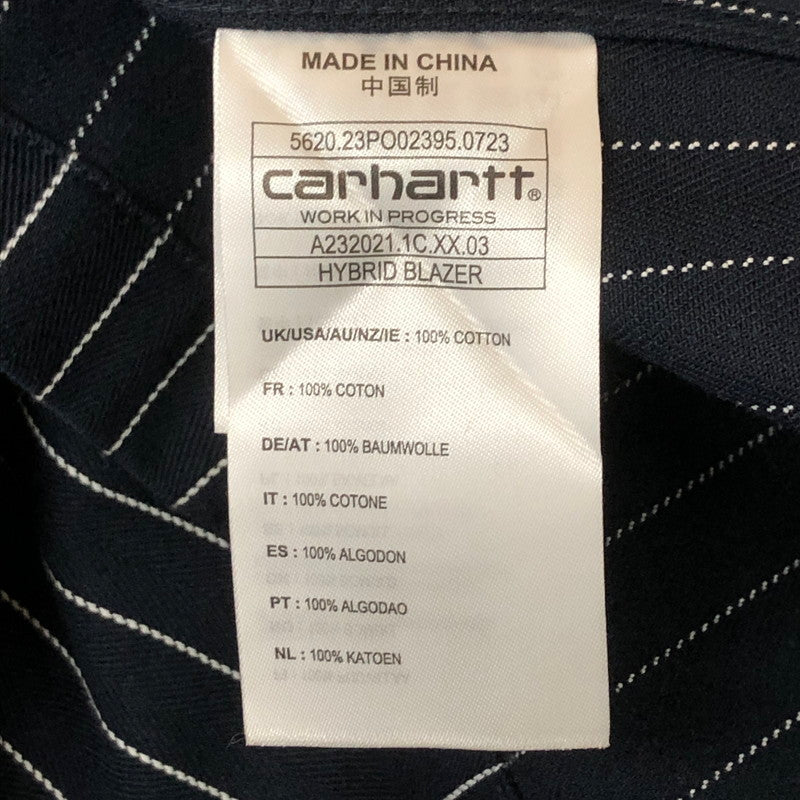 MADE IN CHINA
中国制
5620.23PO02395.0723
carhartt®
WORK IN PROGRESS
A232021.1C.XX.03
HYBRID BLAZER
UK/USA/AU/NZ/IE : 100% COTTON
FR : 100% COTON
DE/AT : 100% BAUMWOLLE
IT : 100% COTONE
ES : 100% ALGODON
PT : 100% ALGODAO
NL : 100% KATOEN